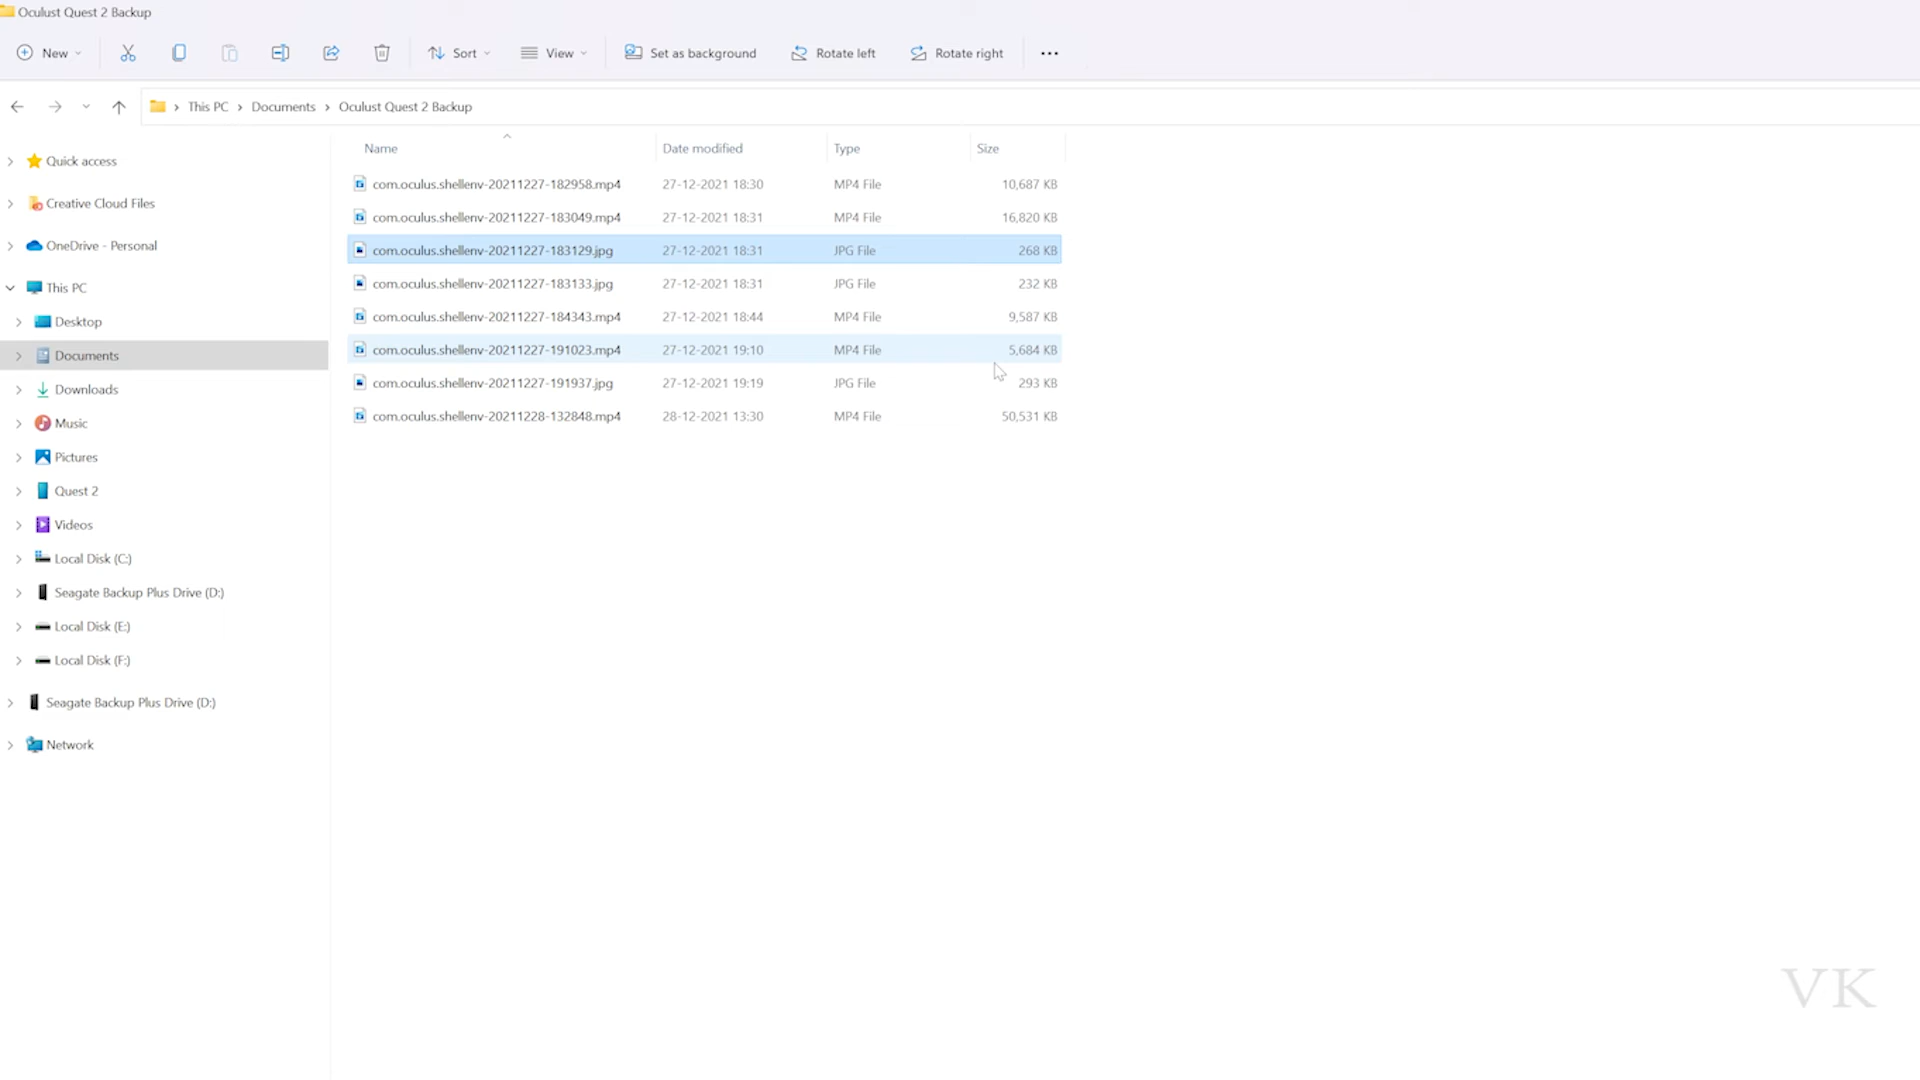 Oculust Quest 2 Backup
New Sort View Set as background Rotate left Rotate right
This PC > Documents > Oculust Quest 2 Backup
Name Date modified Type Size
Quick access
Creative Cloud Files
OneDrive - Personal
This PC
Desktop
Documents
Downloads
Music
Pictures
Quest 2
Videos
Local Disk (C:)
Seagate Backup Plus Drive (D:)
Local Disk (E:)
Local Disk (F:)
Seagate Backup Plus Drive (D:)
Network
com.oculus.shellenv-20211227-182958.mp4 27-12-2021 18:30 MP4 File 10,687 KB
com.oculus.shellenv-20211227-183049.mp4 27-12-2021 18:31 MP4 File 16,820 KB
com.oculus.shellenv-20211227-183129.jpg 27-12-2021 18:31 JPG File 268 KB
com.oculus.shellenv-20211227-183133.jpg 27-12-2021 18:31 JPG File 232 KB
com.oculus.shellenv-20211227-184343.mp4 27-12-2021 18:44 MP4 File 9,587 KB
com.oculus.shellenv-20211227-191023.mp4 27-12-2021 19:10 MP4 File 5,684 KB
com.oculus.shellenv-20211227-191937.jpg 27-12-2021 19:19 JPG File 293 KB
com.oculus.shellenv-20211228-132848.mp4 28-12-2021 13:30 MP4 File 50,531 KB
VK